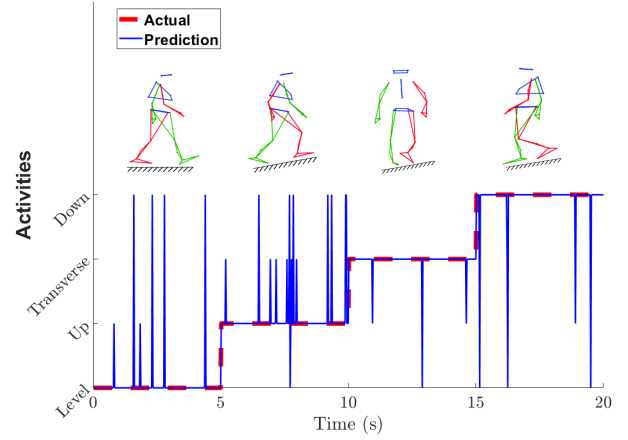 Actual
Prediction
Activities
Down
Transverse
Up
Level
0
5
10
15
20
Time (s)